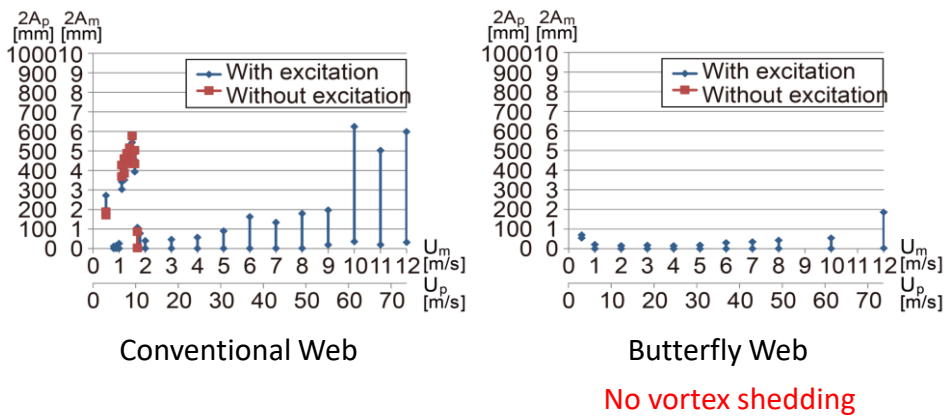 2Ap 2Am
[mm] [mm]
1000 10
900 9
800 8
700 7
600 6
500 5
400 4
300 3
200 2
100 1
0 0
With excitation
Without excitation
0 1 2 3 4 5 6 7 8 9 10 11 12
Um
[m/s]
0 10 20 30 40 50 60 70
Up
[m/s]
Conventional Web
2Ap 2Am
[mm] [mm]
1000 10
900 9
800 8
700 7
600 6
500 5
400 4
300 3
200 2
100 1
0 0
With excitation
Without excitation
0 1 2 3 4 5 6 7 8 9 10 11 12
Um
[m/s]
0 10 20 30 40 50 60 70
Up
[m/s]
Butterfly Web
No vortex shedding